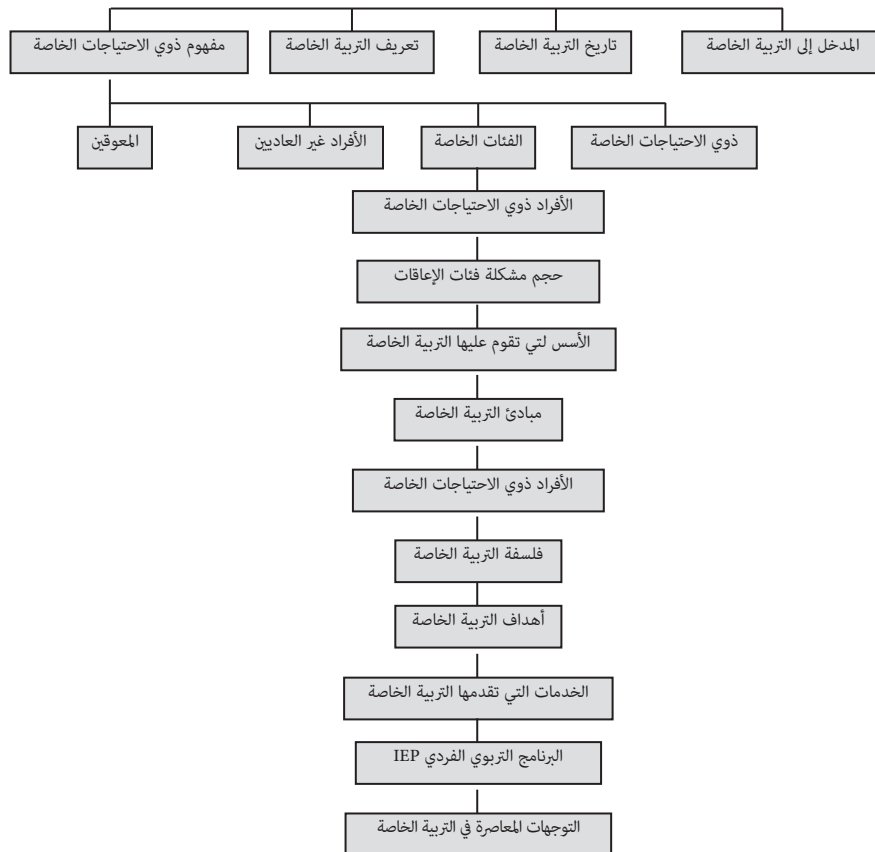 المدخل إلى التربية الخاصة
تاريخ التربية الخاصة
تعريف التربية الخاصة
مفهوم ذوي الاحتياجات الخاصة
ذوي الاحتياجات الخاصة
الفئات الخاصة
الأفراد غير العاديين
المعوقين
الأفراد ذوي الاحتياجات الخاصة
حجم مشكلة فئات الإعاقات
الأسس لتي تقوم عليها التربية الخاصة
مبادئ التربية الخاصة
الأفراد ذوي الاحتياجات الخاصة
فلسفة التربية الخاصة
أهداف التربية الخاصة
الخدمات التي تقدمها التربية الخاصة
البرنامج التربوي الفردي IEP
التوجهات المعاصرة في التربية الخاصة